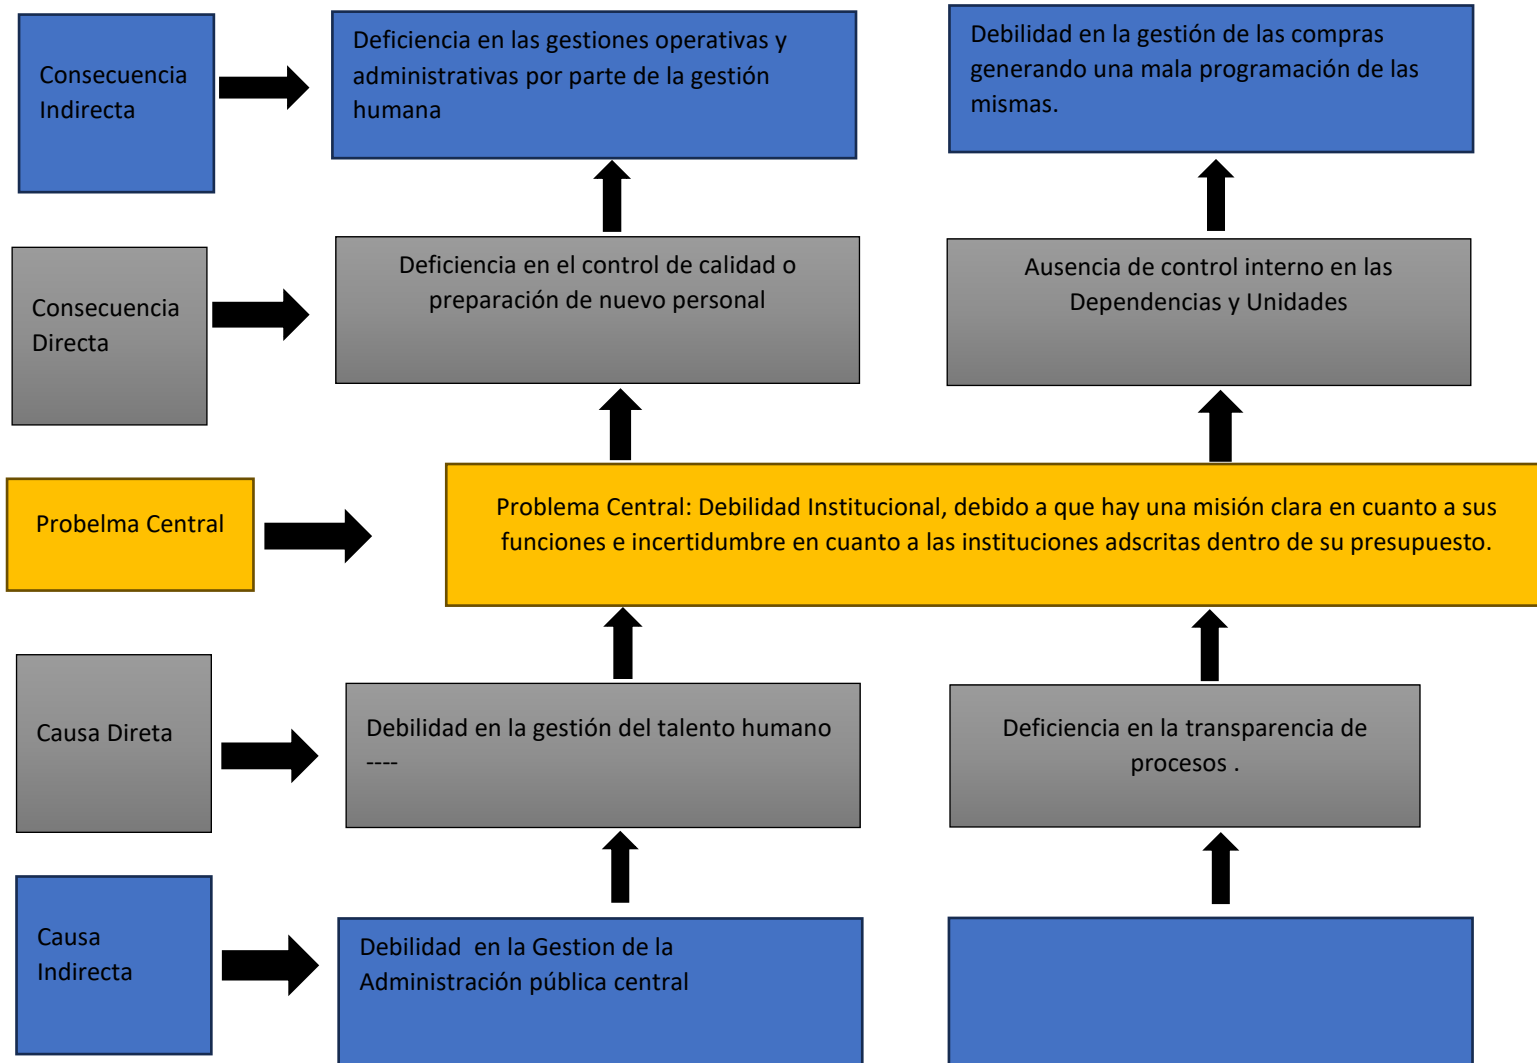 Consecuencia
Indirecta
Deficiencia en las gestiones operativas y
administrativas por parte de la gestión
humana
Debilidad en la gestión de las compras
generando una mala programación de las
mismas.
Consecuencia
Directa
Deficiencia en el control de calidad o
preparación de nuevo personal
Ausencia de control interno en las
Dependencias y Unidades
Probelma Central
Problema Central: Debilidad Institucional, debido a que hay una misión clara en cuanto a sus
funciones e incertidumbre en cuanto a las instituciones adscritas dentro de su presupuesto.
Causa Direta
Debilidad en la gestión del talento humano
----
Deficiencia en la transparencia de
procesos .
Causa
Indirecta
Debilidad  en la Gestion de la
Administración pública central